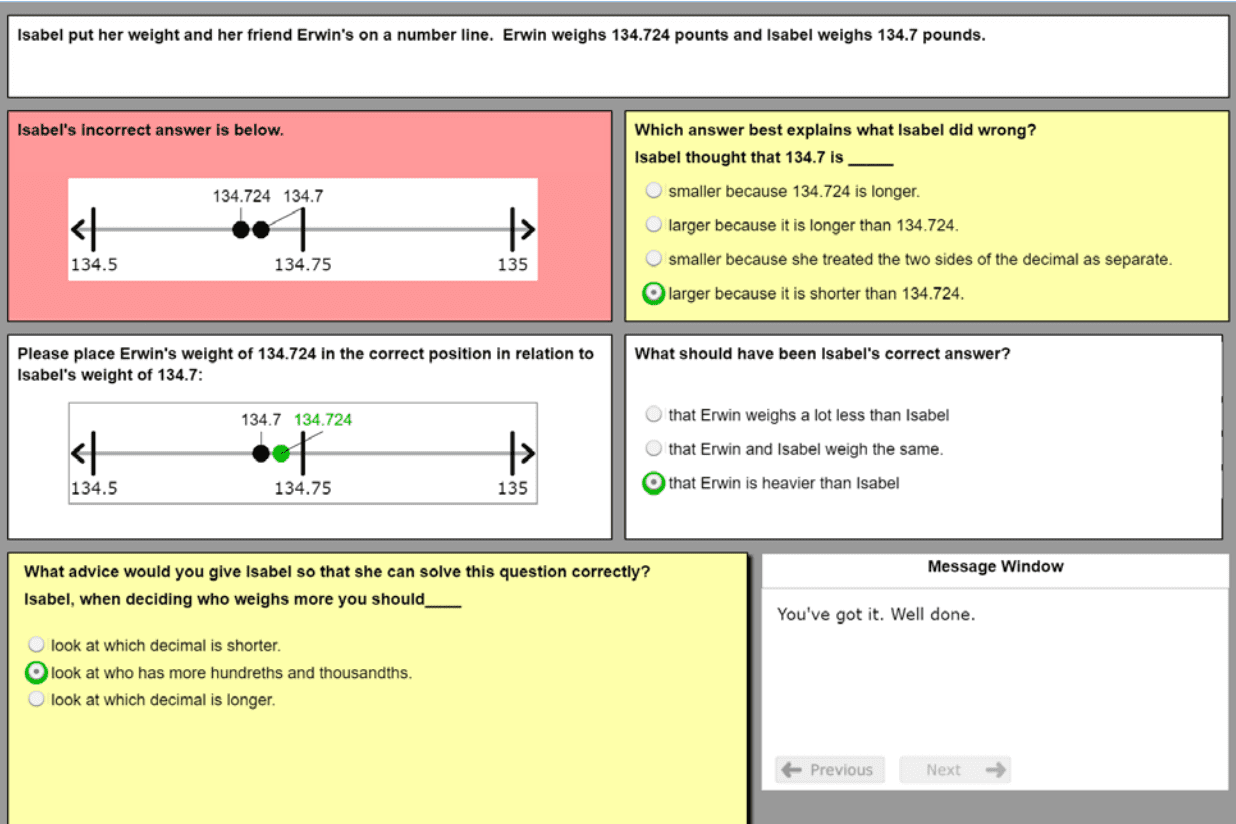 Isabel put her weight and her friend Erwin's on a number line.  Erwin weighs 134.724 pounts and Isabel weighs 134.7 pounds.
Isabel's incorrect answer is below.
134.724 134.7
134.5 134.75 135
Which answer best explains what Isabel did wrong?
Isabel thought that 134.7 is _____
smaller because 134.724 is longer.
larger because it is longer than 134.724.
smaller because she treated the two sides of the decimal as separate.
larger because it is shorter than 134.724.
Please place Erwin's weight of 134.724 in the correct position in relation to
Isabel's weight of 134.7:
134.7 134.724
134.5 134.75 135
What should have been Isabel's correct answer?
that Erwin weighs a lot less than Isabel
that Erwin and Isabel weigh the same.
that Erwin is heavier than Isabel
What advice would you give Isabel so that she can solve this question correctly?
Isabel, when deciding who weighs more you should____
look at which decimal is shorter.
look at who has more hundreths and thousandths.
look at which decimal is longer.
Message Window
You've got it. Well done.
Previous Next